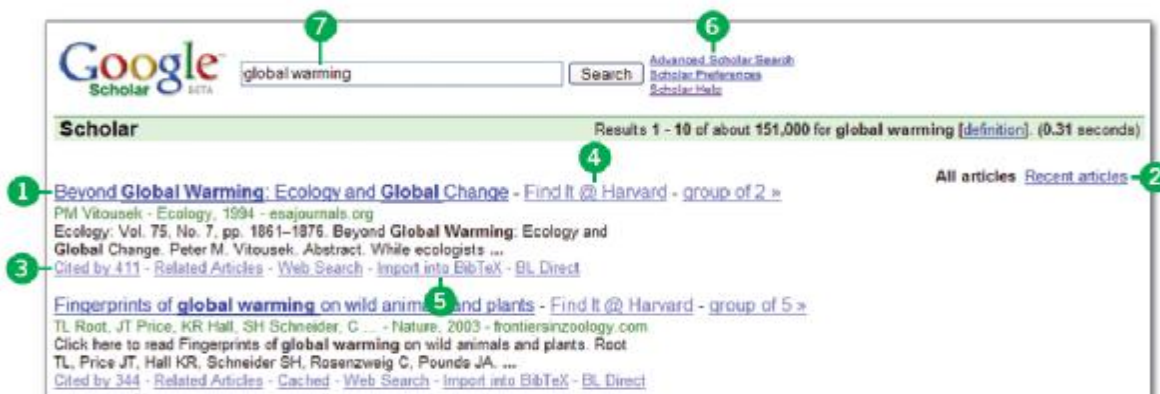 7
6
Google™
Scholar BETA
global warming
Search
Advanced Scholar Search
Scholar Preferences
Scholar Help
Scholar
Results 1 - 10 of about 151,000 for global warming [definition]. (0.31 seconds)
4
All articles Recent articles
2
1
Beyond Global Warming: Ecology and Global Change - Find It @ Harvard - group of 2 »
PM Vitousek - Ecology, 1994 - esajournals.org
Ecology: Vol. 75, No. 7, pp. 1861–1876. Beyond Global Warming: Ecology and
Global Change. Peter M. Vitousek. Abstract. While ecologists ...
3
Cited by 411 - Related Articles - Web Search - Import into BibTeX - BL Direct
5
Fingerprints of global warming on wild and plants - Find It @ Harvard - group of 5 »
TL Root, JT Price, KR Hall, SH Schneider, C ... - Nature, 2003 - frontiersinzoology.com
Click here to read Fingerprints of global warming on wild animals and plants. Root
TL, Price JT, Hall KR, Schneider SH, Rosenzweig C, Pounds JA. ...
Cited by 344 - Related Articles - Cached - Web Search - Import into BibTeX - BL Direct